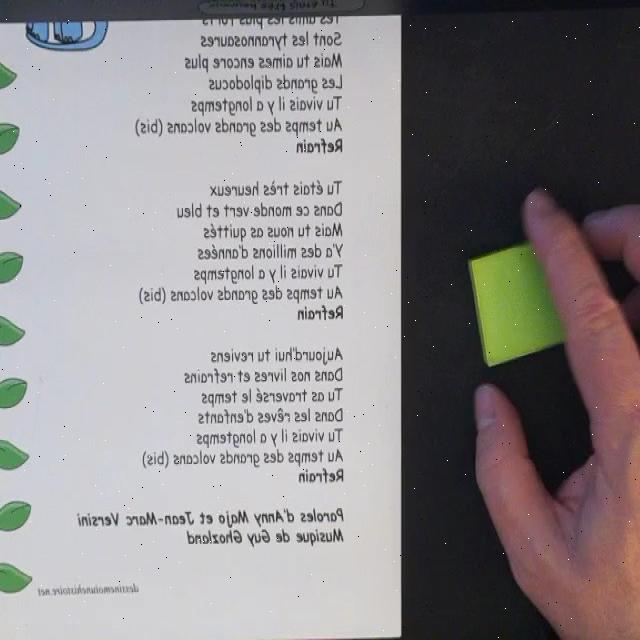 Tes amis les plus forts
Sont les tyrannosaures
Mais tu aimes encore plus
Les grands diplodocus
Tu vivais il y a longtemps
Au temps des grands volcans (bis)
Refrain
Tu étais très heureux
Dans ce monde vert et bleu
Mais tu nous as quittés
Y'a des millions d'années
Tu vivais il y a longtemps
Au temps des grands volcans (bis)
Refrain
Aujourd'hui tu reviens
Dans nos livres et refrains
Tu as traversé le temps
Dans les rêves d'enfants
Tu vivais il y a longtemps
Au temps des grands volcans (bis)
Refrain
Paroles d'Anny Majo et Jean-Marc Versini
Musique de Guy Ghozland
dessinemoiunehistoire.net